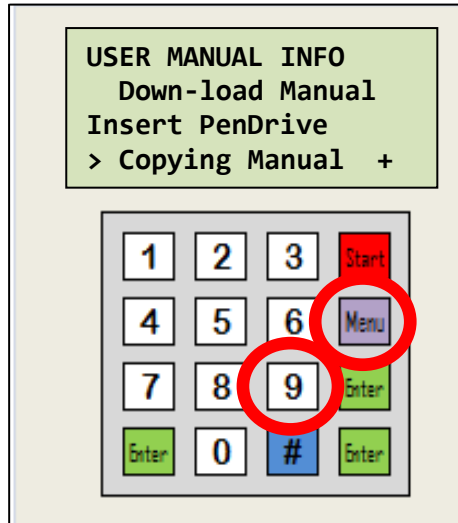 USER MANUAL INFO
Down-load Manual
Insert PenDrive
> Copying Manual +
1 2 3 Start
4 5 6 Menu
7 8 9 Enter
Enter 0 # Enter